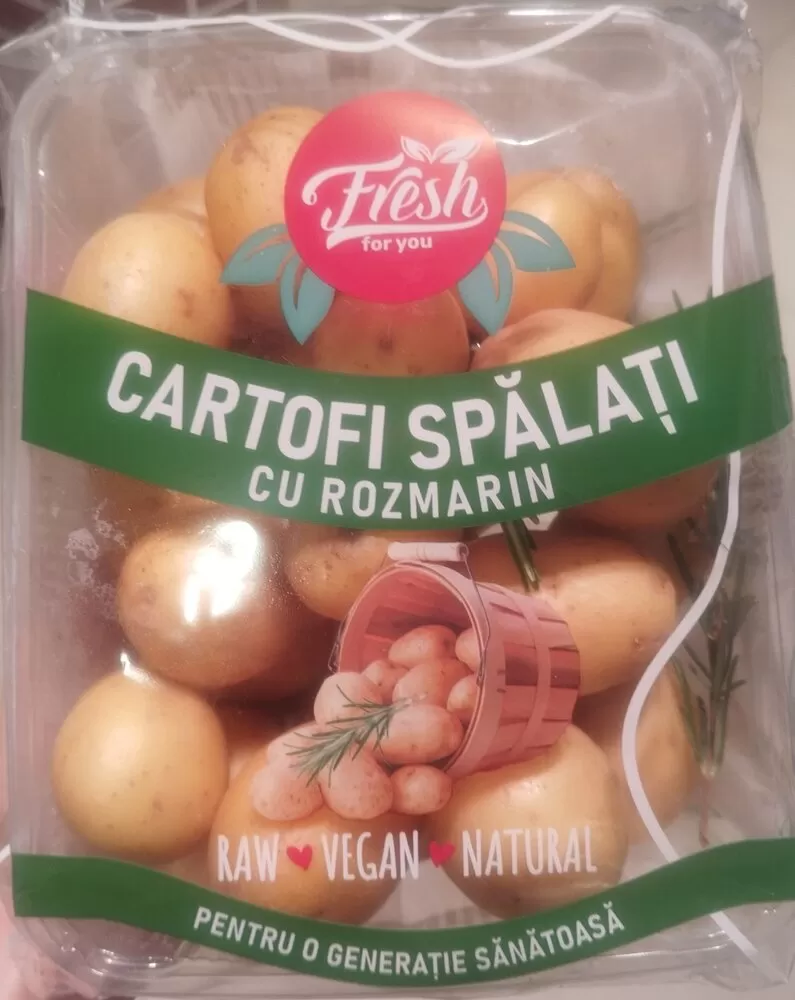 Fresh
for you
CARTOFI SPĂLAȚI
CU ROZMARIN
RAW VEGAN NATURAL
PENTRU O GENERAȚIE SĂNĂTOASĂ